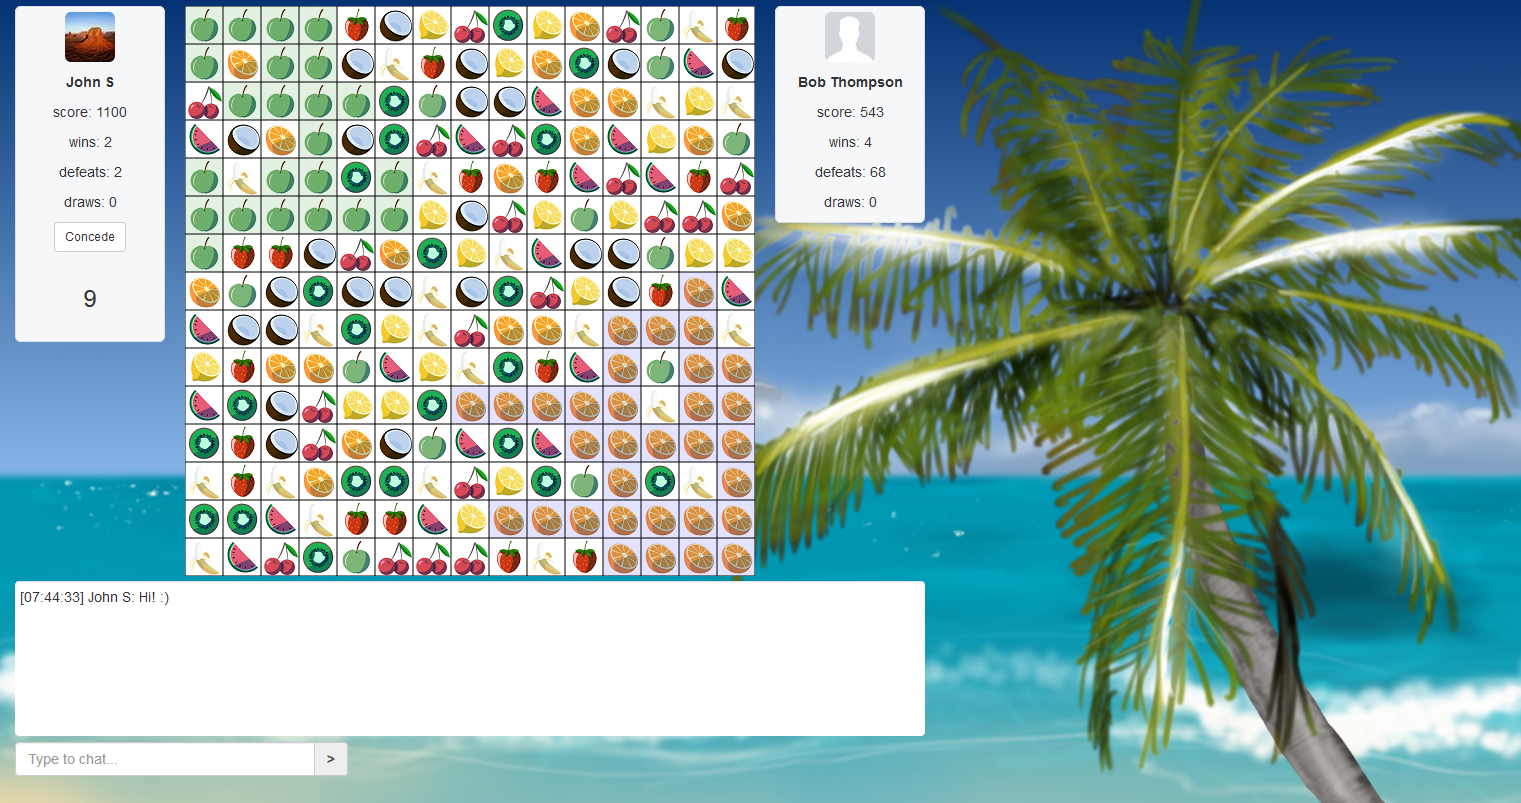 John S
score: 1100
wins: 2
defeats: 2
draws: 0
Concede
9
Bob Thompson
score: 543
wins: 4
defeats: 68
draws: 0
[07:44:33] John S: Hi! :)
Type to chat...
>